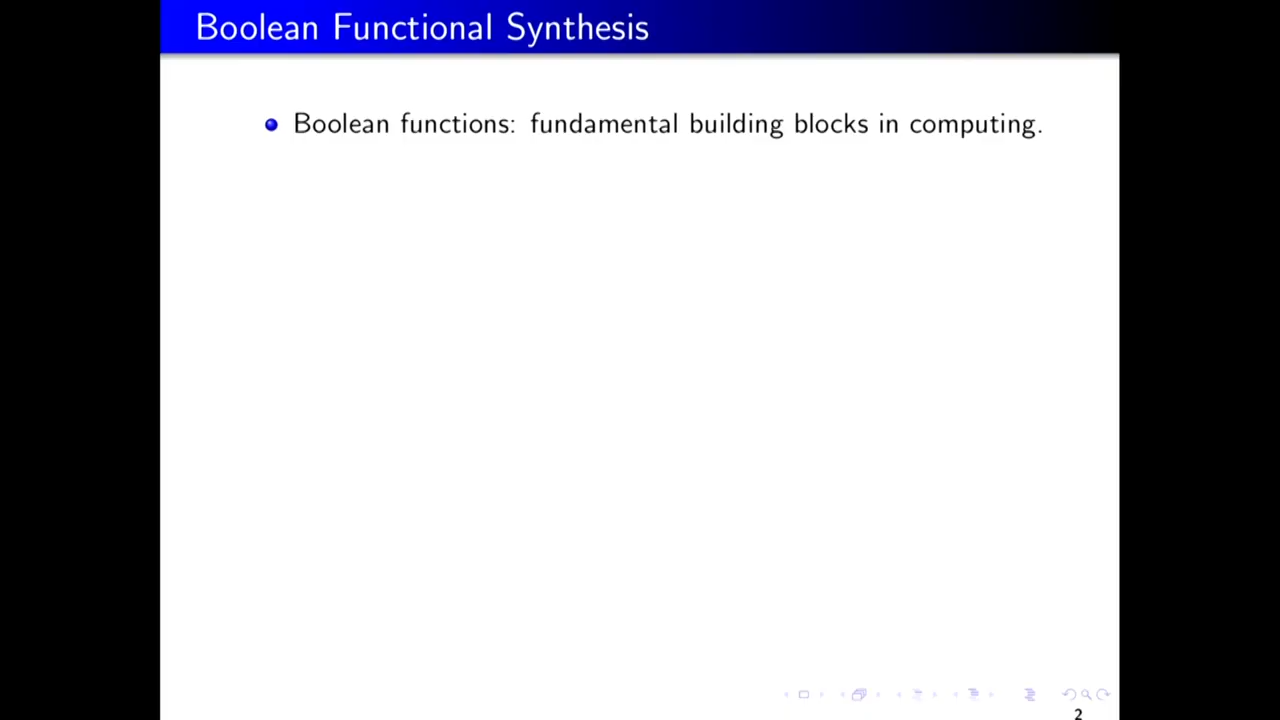 Boolean Functional Synthesis
Boolean functions: fundamental building blocks in computing.
2